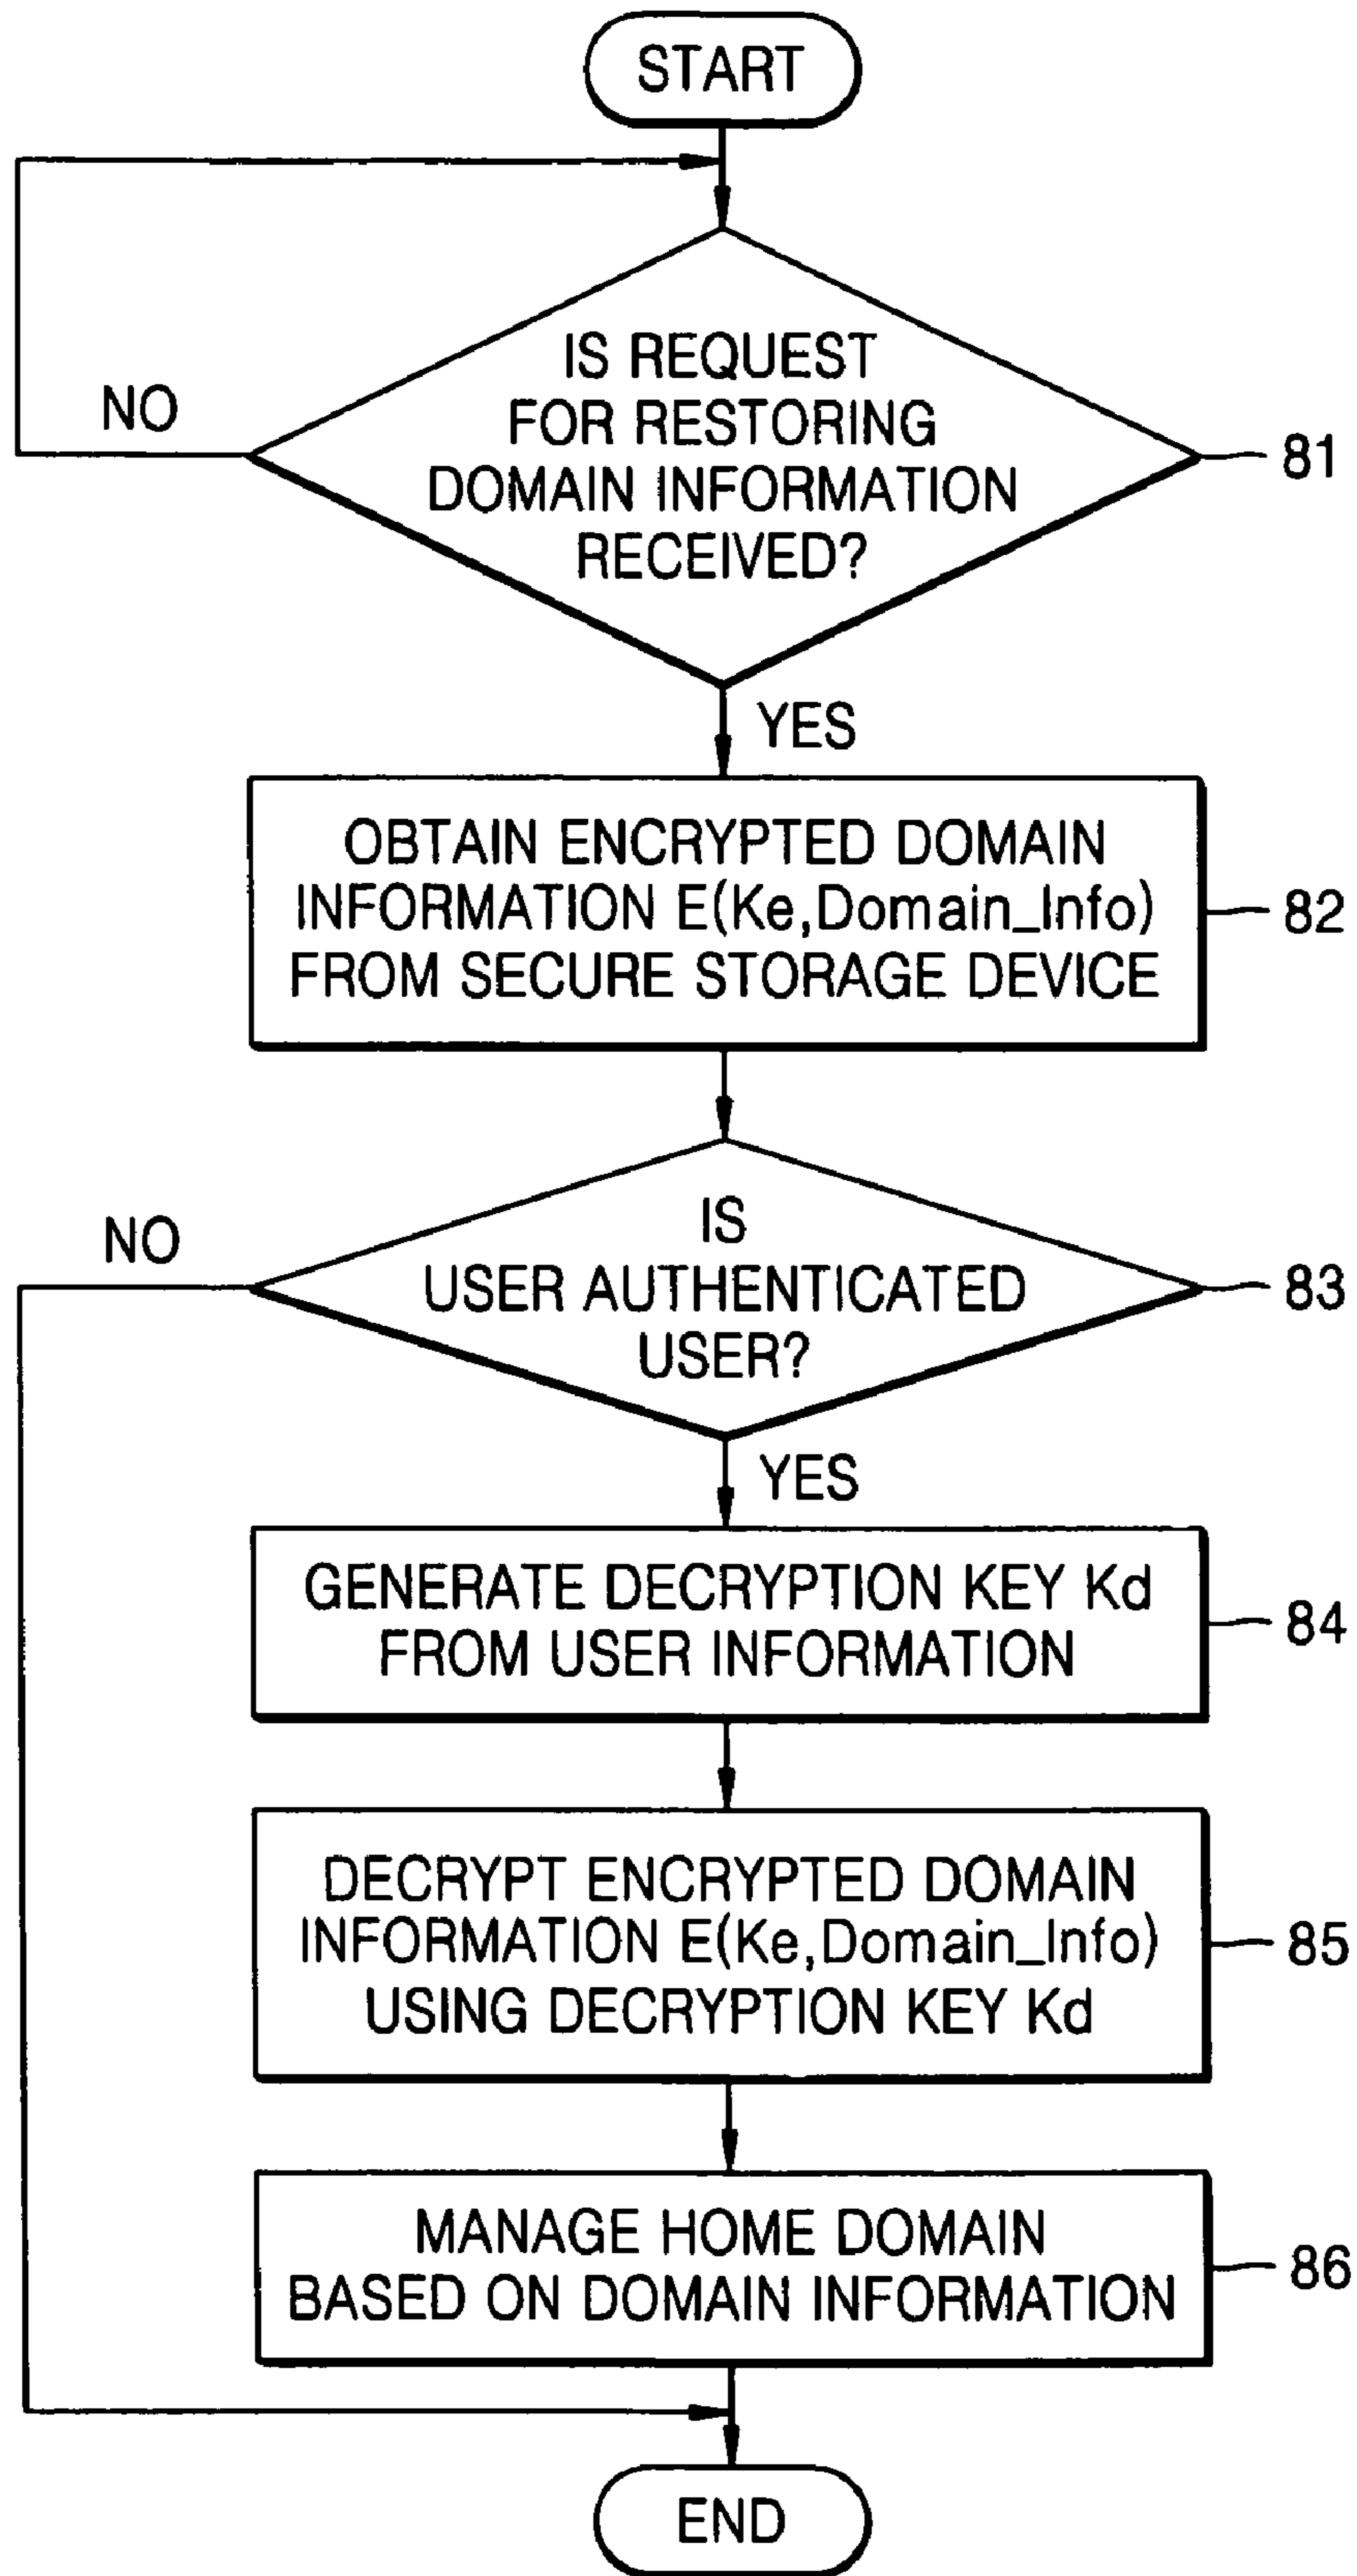 START
IS REQUEST
FOR RESTORING
DOMAIN INFORMATION
RECEIVED?
NO
81
YES
OBTAIN ENCRYPTED DOMAIN
INFORMATION E(Ke,Domain_Info)
FROM SECURE STORAGE DEVICE
82
IS
USER AUTHENTICATED
USER?
NO
83
YES
GENERATE DECRYPTION KEY Kd
FROM USER INFORMATION
84
DECRYPT ENCRYPTED DOMAIN
INFORMATION E(Ke,Domain_Info)
USING DECRYPTION KEY Kd
85
MANAGE HOME DOMAIN
BASED ON DOMAIN INFORMATION
86
END